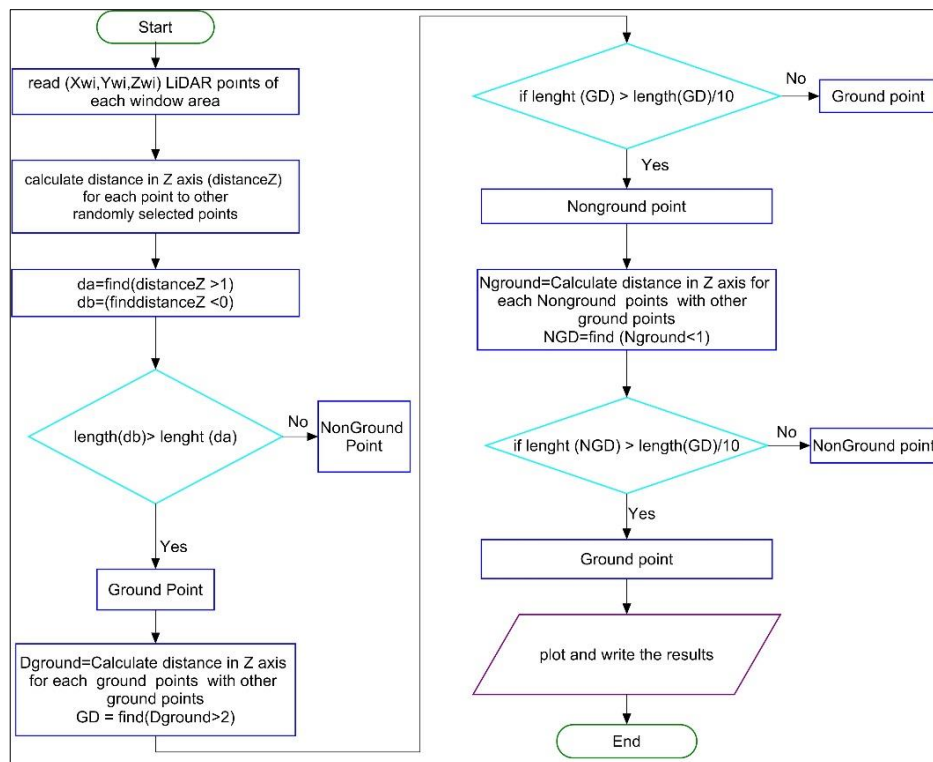 Start
read (Xwi,Ywi,Zwi) LiDAR points of
each window area
calculate distance in Z axis (distanceZ)
for each point to other
randomly selected points
da=find(distanceZ >1)
db=(finddistanceZ <0)
length(db)> lenght (da)
No
NonGround
Point
Yes
Ground Point
Dground=Calculate distance in Z axis
for each ground points with other
ground points
GD = find(Dground>2)
if lenght (GD) > length(GD)/10
No
Ground point
Yes
Nonground point
Nground=Calculate distance in Z axis for
each Nonground points with other
ground points
NGD=find (Nground<1)
if lenght (NGD) > length(GD)/10
No
NonGround point
Yes
Ground point
plot and write the results
End